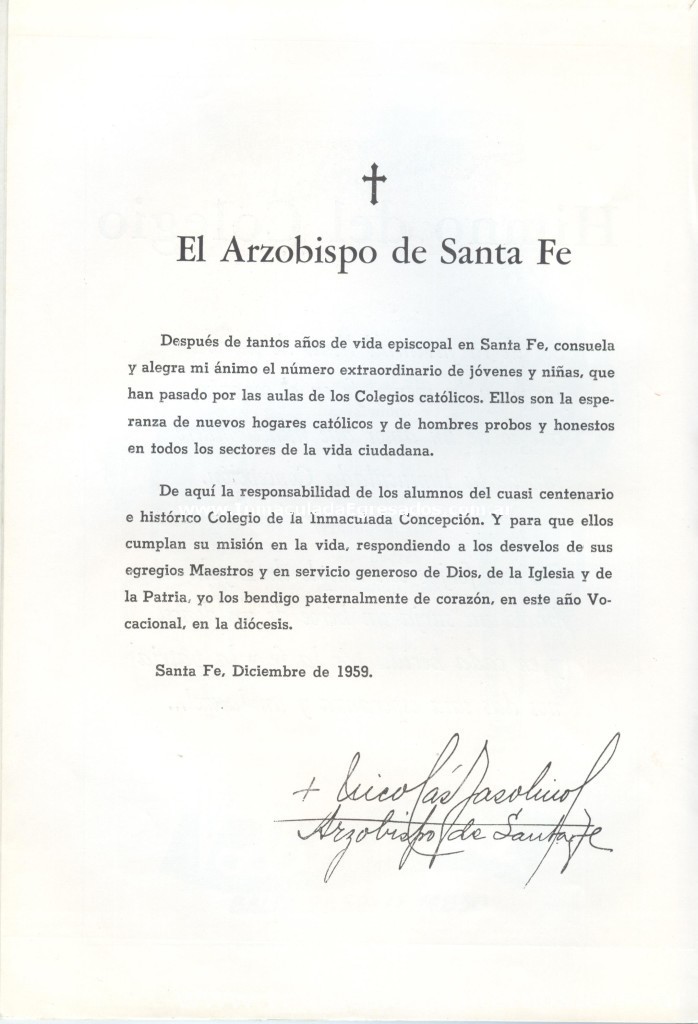 El Arzobispo de Santa Fe
Después de tantos años de vida episcopal en Santa Fe, consuela
y alegra mi ánimo el número extraordinario de jóvenes y niñas, que
han pasado por las aulas de los Colegios católicos. Ellos son la espe-
ranza de nuevos hogares católicos y de hombres probos y honestos
en todos los sectores de la vida ciudadana.
De aquí la responsabilidad de los alumnos del cuasi centenario
e histórico Colegio de la Inmaculada Concepción. Y para que ellos
cumplan su misión en la vida, respondiendo a los desvelos de sus
egregios Maestros y en servicio generoso de Dios, de la Iglesia y de
la Patria, yo los bendigo paternalmente de corazón, en este año Vo-
cacional, en la diócesis.
Santa Fe, Diciembre de 1959.
+ Nicolás Fasolino
Arzobispo de Santa Fe